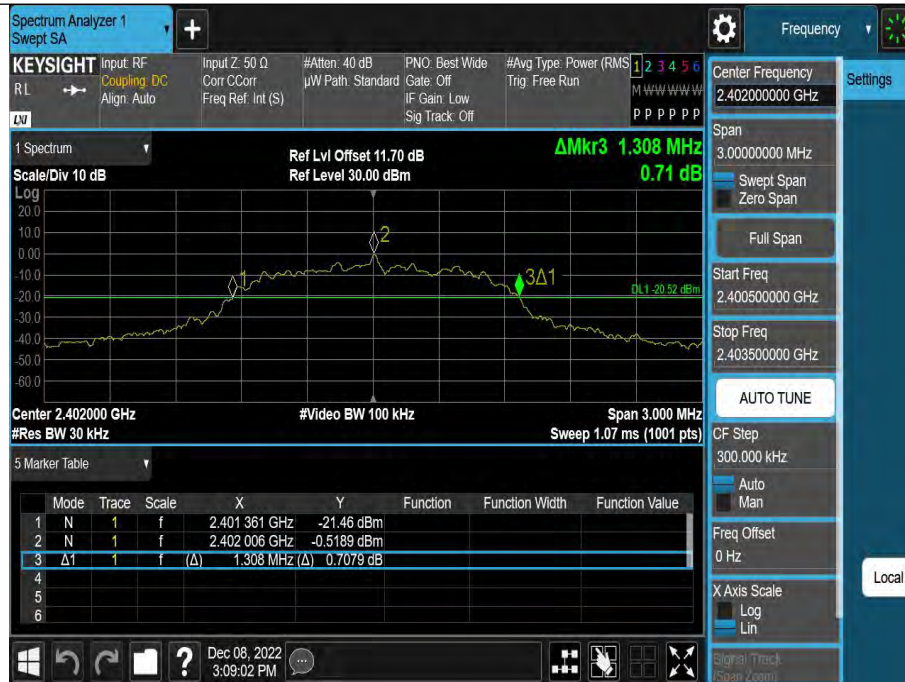 Spectrum Analyzer 1
Swept SA
+
Frequency
KEYSIGHT
RL
LXI
Input: RF
Coupling: DC
Align: Auto
Input Z: 50 Ω
Corr CCorr
Freq Ref: Int (S)
#Atten: 40 dB
µW Path: Standard
PNO: Best Wide
Gate: Off
IF Gain: Low
Sig Track: Off
#Avg Type: Power (RMS
Trig: Free Run
1 2 3 4 5 6
M W W W W W
P P P P P P
1 Spectrum
Scale/Div 10 dB
Ref Lvl Offset 11.70 dB
Ref Level 30.00 dBm
ΔMkr3 1.308 MHz
0.71 dB
Log
20.0
10.0
0.00
-10.0
-20.0
-30.0
-40.0
-50.0
-60.0
1
2
3Δ1
DL1 -20.52 dBm
Center 2.402000 GHz
#Video BW 100 kHz
Span 3.000 MHz
#Res BW 30 kHz
Sweep 1.07 ms (1001 pts)
5 Marker Table
Mode Trace Scale X Y Function Function Width Function Value
1 N 1 f 2.401 361 GHz -21.46 dBm
2 N 1 f 2.402 006 GHz -0.5189 dBm
3 Δ1 1 f (Δ) 1.308 MHz (Δ) 0.7079 dB
4
5
6
Center Frequency
2.402000000 GHz
Settings
Span
3.00000000 MHz
Swept Span
Zero Span
Full Span
Start Freq
2.400500000 GHz
Stop Freq
2.403500000 GHz
AUTO TUNE
CF Step
300.000 kHz
Auto
Man
Freq Offset
0 Hz
Local
X Axis Scale
Log
Lin
Signal Track
(Span Zoom)
?
Dec 08, 2022
3:09:02 PM